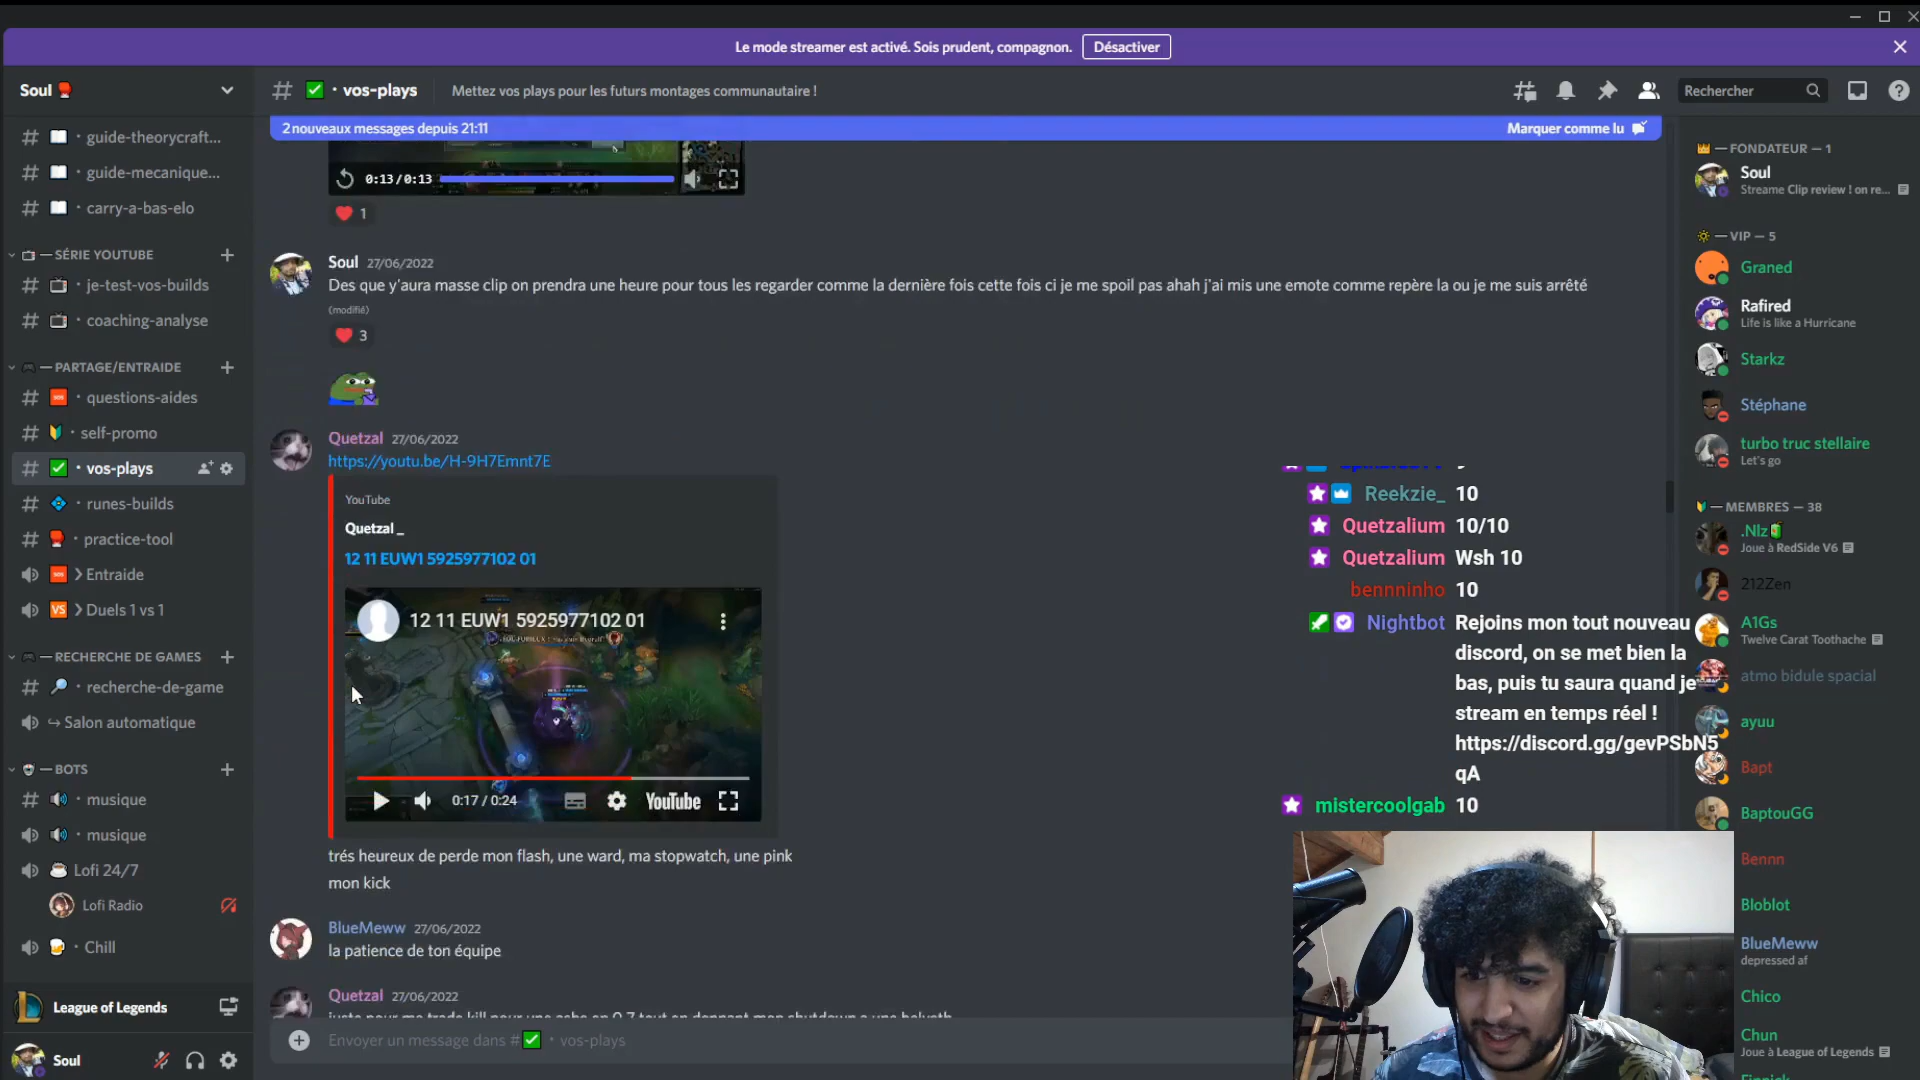 Le mode streamer est activé. Sois prudent, compagnon. Désactiver
Soul
guide-theorycraft...
guide-mecanique...
carry-a-bas-elo
SÉRIE YOUTUBE
je-test-vos-builds
coaching-analyse
PARTAGE/ENTRAIDE
questions-aides
self-promo
vos-plays
runes-builds
practice-tool
Entraide
Duels 1 vs 1
RECHERCHE DE GAMES
recherche-de-game
Salon automatique
BOTS
musique
musique
Lofi 24/7
Lofi Radio
Chill
League of Legends
Soul
vos-plays
Mettez vos plays pour les futurs montages communautaire !
Rechercher
2 nouveaux messages depuis 21:11
Marquer comme lu
0:13/0:13
1
Soul 27/06/2022
Des que y'aura masse clip on prendra une heure pour tous les regarder comme la dernière fois cette fois ci je me spoil pas ahah j'ai mis une emote comme repère la ou je me suis arrêté
(modifié)
3
Quetzal 27/06/2022
https://youtu.be/H-9H7Emnt7E
YouTube
Quetzal _
12 11 EUW1 5925977102 01
12 11 EUW1 5925977102 01
0:17 / 0:24
YouTube
trés heureux de perde mon flash, une ward, ma stopwatch, une pink
mon kick
BlueMeww 27/06/2022
la patience de ton équipe
Quetzal 27/06/2022
Envoyer un message dans # vos-plays
Reekzie_ 10
Quetzalium 10/10
Quetzalium Wsh 10
bennninho 10
Nightbot Rejoins mon tout nouveau
discord, on se met bien la
bas, puis tu saura quand je
stream en temps réel !
https://discord.gg/gevPSbN5
qA
mistercoolgab 10
FONDATEUR — 1
Soul
Streame Clip review ! on re...
VIP — 5
Graned
Rafired
Life is like a Hurricane
Starkz
Stéphane
turbo truc stellaire
Let's go
MEMBRES — 38
.Nlz
Joue à RedSide V6
212Zen
A1Gs
Twelve Carat Toothache
atmo bidule spacial
ayuu
Bapt
BaptouGG
Bennn
Bloblot
BlueMeww
depressed af
Chico
Chun
Joue à League of Legends